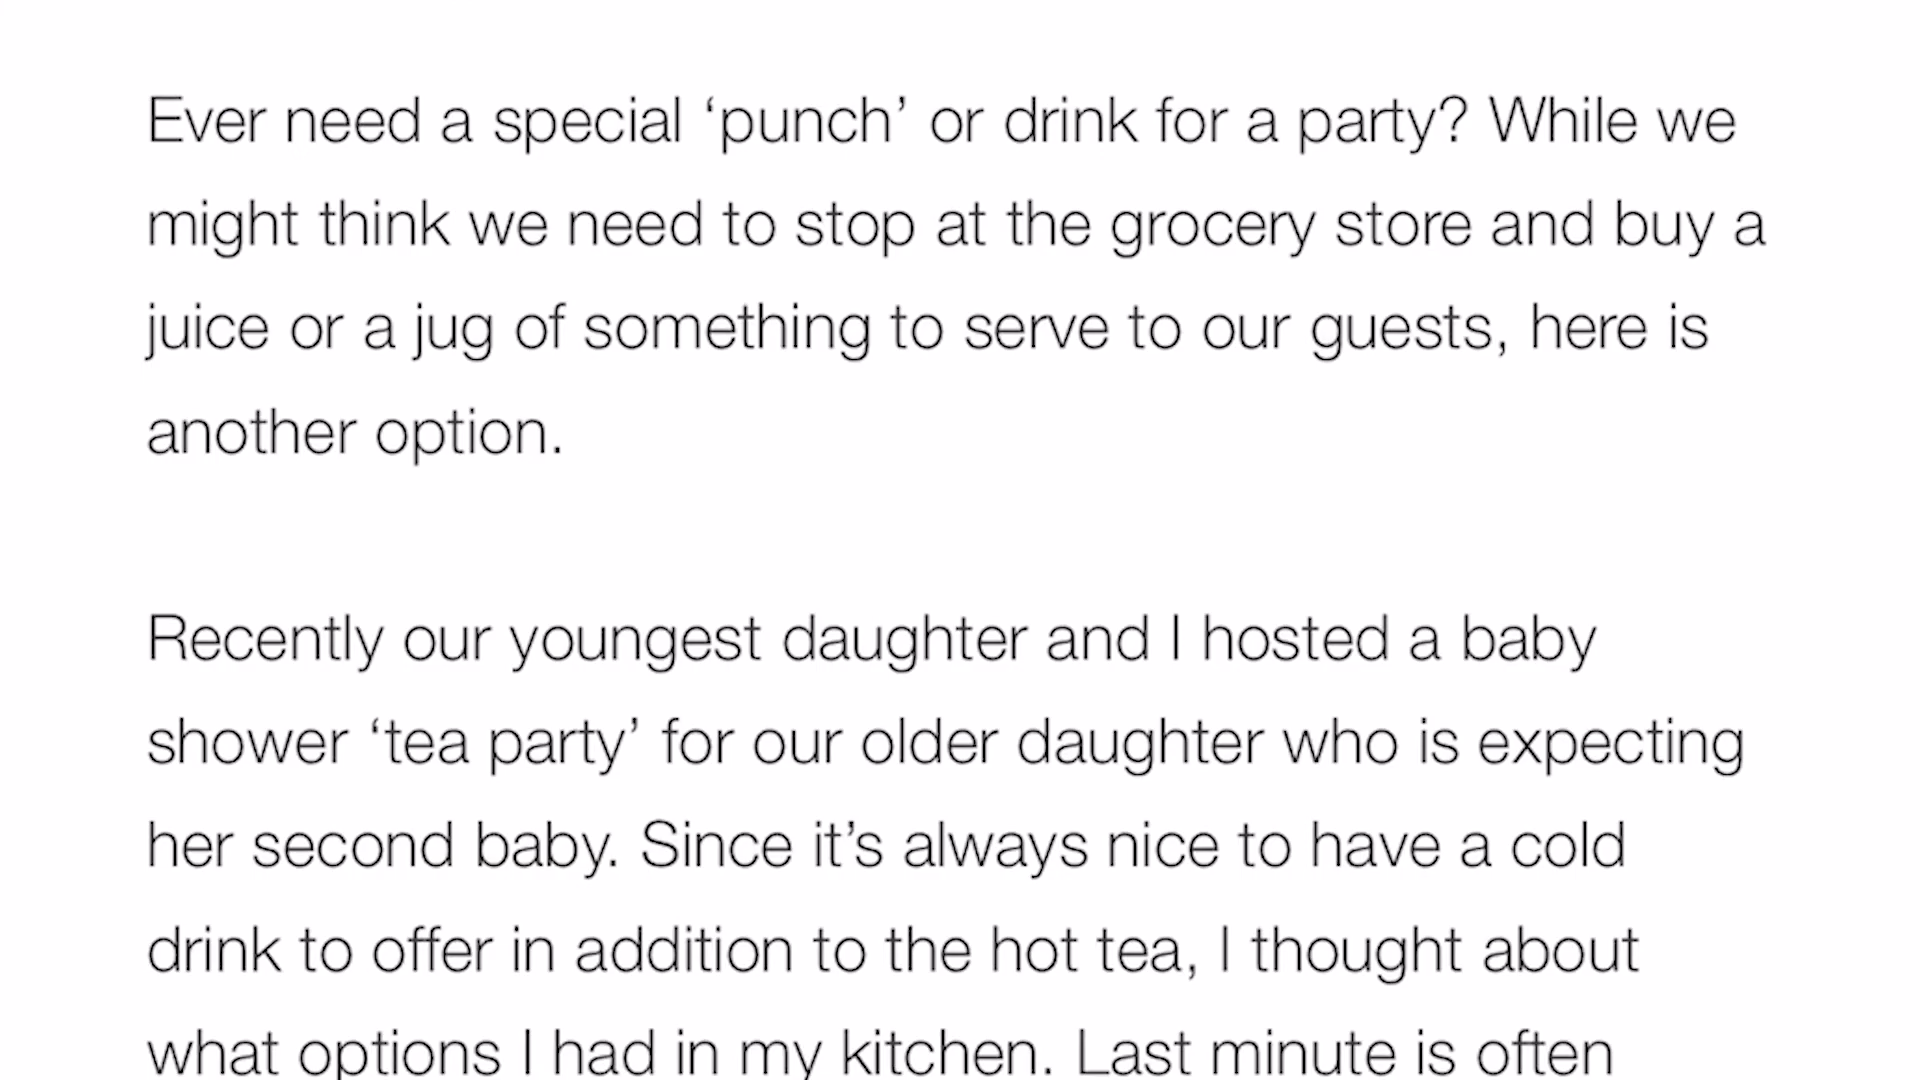 Ever need a special ‘punch’ or drink for a party? While we
might think we need to stop at the grocery store and buy a
juice or a jug of something to serve to our guests, here is
another option.
Recently our youngest daughter and I hosted a baby
shower ‘tea party’ for our older daughter who is expecting
her second baby. Since it’s always nice to have a cold
drink to offer in addition to the hot tea, I thought about
what options I had in my kitchen. Last minute is often